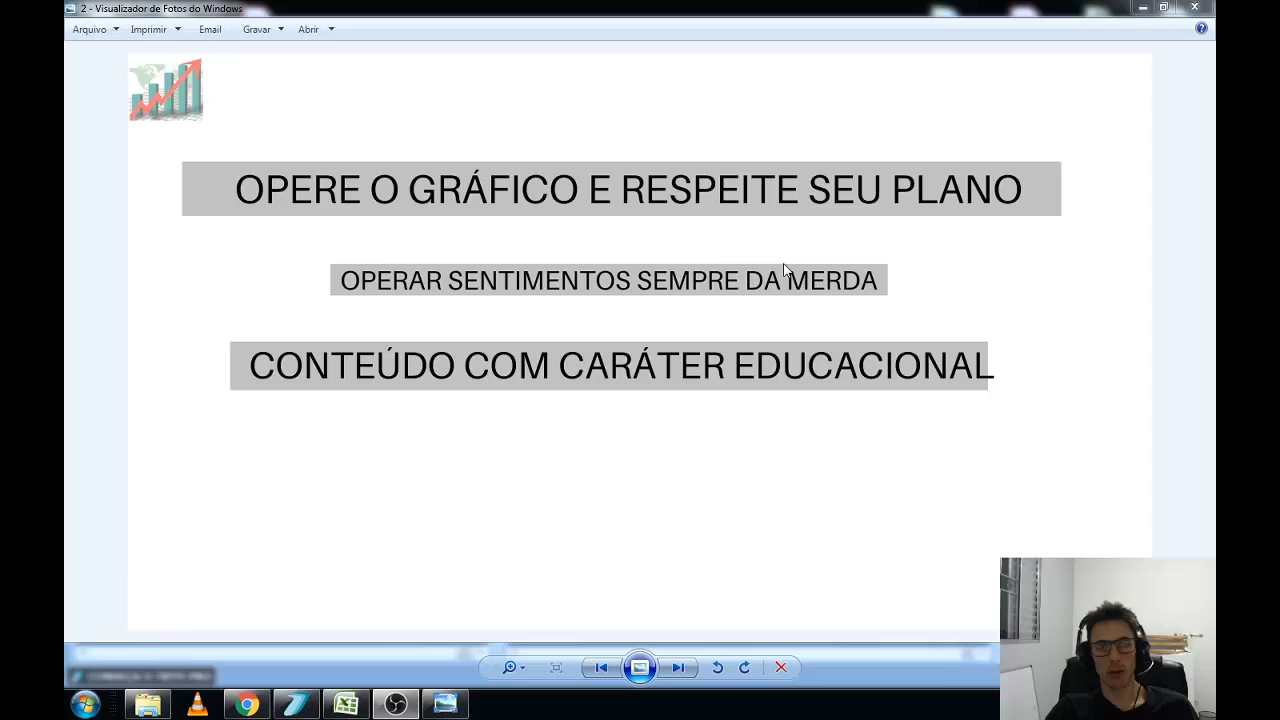 2 - Visualizador de Fotos do Windows
Arquivo Imprimir Email Gravar Abrir
OPERE O GRÁFICO E RESPEITE SEU PLANO
OPERAR SENTIMENTOS SEMPRE DA MERDA
CONTEÚDO COM CARÁTER EDUCACIONAL